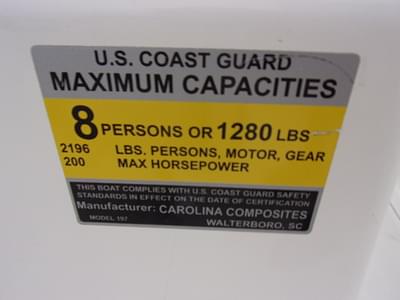 U.S. COAST GUARD
MAXIMUM CAPACITIES
8 PERSONS OR 1280 LBS
2196 LBS. PERSONS, MOTOR, GEAR
200 MAX HORSEPOWER
THIS BOAT COMPLIES WITH U.S. COAST GUARD SAFETY
STANDARDS IN EFFECT ON THE DATE OF CERTIFICATION
Manufacturer: CAROLINA COMPOSITES
MODEL 197 WALTERBORO, SC